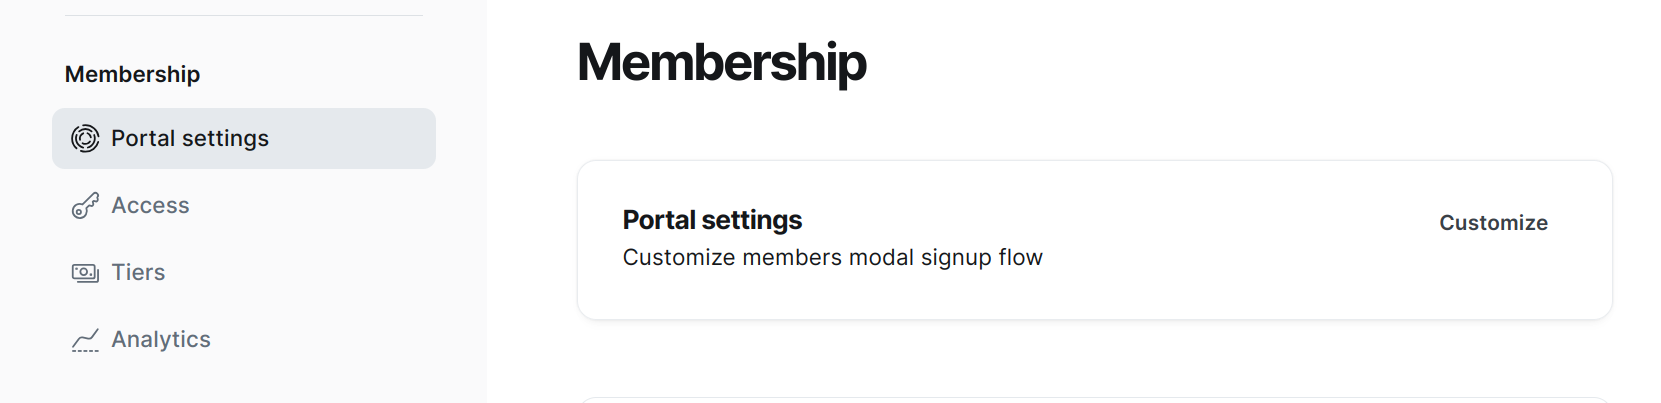 Membership
Portal settings
Access
Tiers
Analytics
Membership
Portal settings
Customize
Customize members modal signup flow